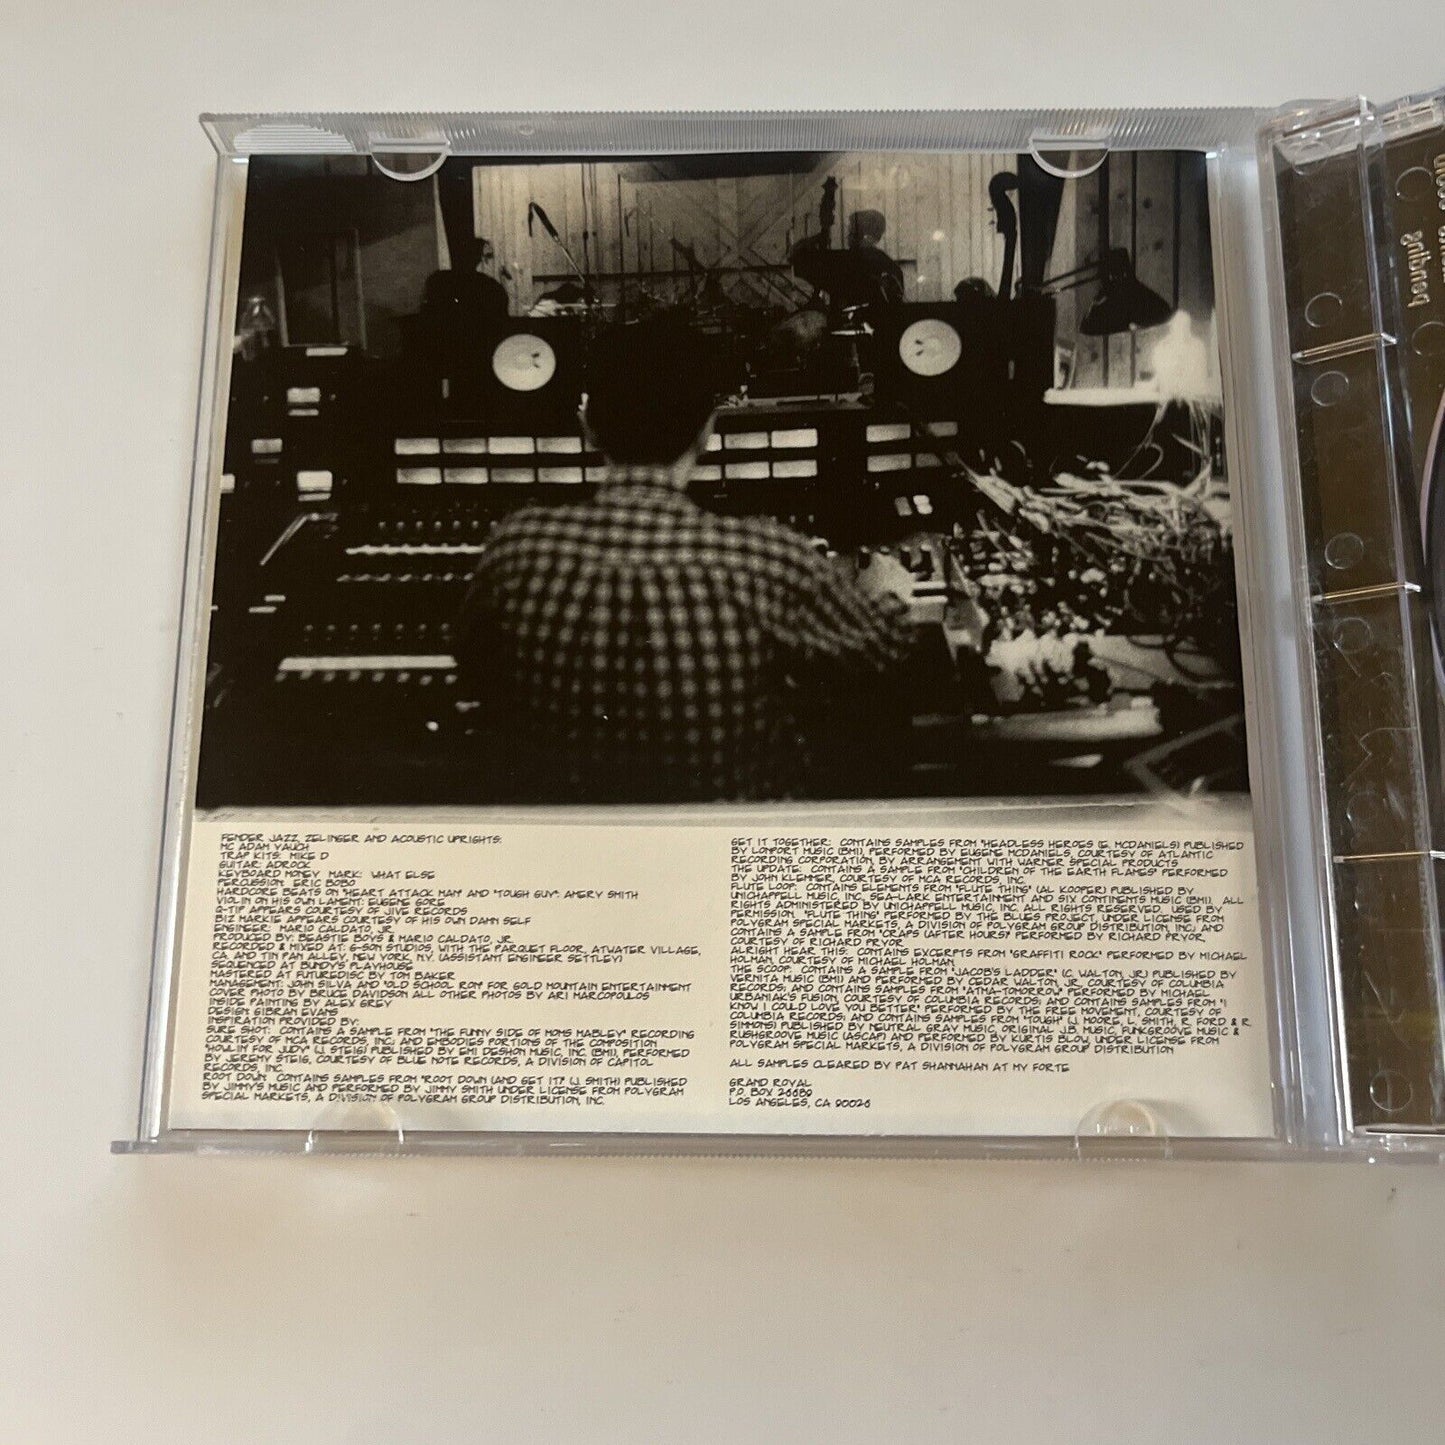 FENDER JAZZ, ZELINGER AND ACOUSTIC UPRIGHTS:
MC ADAM YAUCH
TRAP KITS: MIKE D
GUITAR: ADROCK
KEYBOARD MONEY MARK: WHAT ELSE
PERCUSSION: ERIC BOBO
HARDCORE BEATS ON "HEART ATTACK MAN" AND "TOUGH GUY": AMERY SMITH
VIOLIN ON HIS OWN LAMENT: EUGENE GORE
Q-TIP APPEARS COURTESY OF JIVE RECORDS
BIZ MARKIE APPEARS COURTESY OF HIS OWN DAMN SELF
ENGINEER: MARIO CALDATO, JR.
PRODUCED BY: BEASTIE BOYS & MARIO CALDATO, JR.
RECORDED & MIXED AT: G-SON STUDIOS, WITH THE PARQUET FLOOR, ATWATER VILLAGE,
CA. AND TIN PAN ALLEY, NEW YORK, N.Y. (ASSISTANT ENGINEER SETTLEY)
SEQUENCED AT BUNDY'S PLAYHOUSE
MASTERED AT FUTUREDISC BY TOM BAKER
MANAGEMENT: JOHN SILVA AND "OLD SCHOOL RON" FOR GOLD MOUNTAIN ENTERTAINMENT
COVER PHOTO BY BRUCE DAVIDSON ALL OTHER PHOTOS BY ARI MARCOPOULOS
INSIDE PAINTING BY ALEX GREY
DESIGN: GIBRAN EVANS
INSPIRATION PROVIDED BY:
SURE SHOT: CONTAINS A SAMPLE FROM "THE FUNNY SIDE OF MOMS MABLEY" RECORDING
COURTESY OF MCA RECORDS, INC.; AND EMBODIES PORTIONS OF THE COMPOSITION
"HOWLIN FOR JUDY" (J. STEIG) PUBLISHED BY EMI DESHON MUSIC, INC. (BMI), PERFORMED
BY JEREMY STEIG, COURTESY OF BLUE NOTE RECORDS, A DIVISION OF CAPITOL
RECORDS, INC.
ROOT DOWN: CONTAINS SAMPLES FROM "ROOT DOWN (AND GET IT)" (J. SMITH) PUBLISHED
BY JIMMY'S MUSIC AND PERFORMED BY JIMMY SMITH UNDER LICENSE FROM POLYGRAM
SPECIAL MARKETS, A DIVISION OF POLYGRAM GROUP DISTRIBUTION, INC.
GET IT TOGETHER: CONTAINS SAMPLES FROM "HEADLESS HEROES (E. MCDANIELS) PUBLISHED
BY LONPORT MUSIC (BMI), PERFORMED BY EUGENE MCDANIELS, COURTESY OF ATLANTIC
RECORDING CORPORATION, BY ARRANGEMENT WITH WARNER SPECIAL PRODUCTS
THE UPDATE: CONTAINS A SAMPLE FROM "CHILDREN OF THE EARTH FLAMES" PERFORMED
BY JOHN KLEMMER, COURTESY OF MCA RECORDS, INC.
FLUTE LOOP: CONTAINS ELEMENTS FROM "FLUTE THING" (AL KOOPER) PUBLISHED BY
UNICHAPPELL MUSIC, INC., SEA-LARK ENTERTAINMENT AND SIX CONTINENTS MUSIC (BMI). ALL
RIGHTS ADMINISTERED BY UNICHAPPELL MUSIC, INC. ALL RIGHTS RESERVED. USED BY
PERMISSION. "FLUTE THING" PERFORMED BY THE BLUES PROJECT, UNDER LICENSE FROM
POLYGRAM SPECIAL MARKETS, A DIVISION OF POLYGRAM GROUP DISTRIBUTION, INC.; AND
CONTAINS A SAMPLE FROM "CRAPS (AFTER HOURS)" PERFORMED BY RICHARD PRYOR,
COURTESY OF RICHARD PRYOR
ALRIGHT HEAR THIS: CONTAINS EXCERPTS FROM "GRAFFITI ROCK" PERFORMED BY MICHAEL
HOLMAN, COURTESY OF MICHAEL HOLMAN
THE SCOOP: CONTAINS A SAMPLE FROM "JACOB'S LADDER" (C. WALTON, JR.) PUBLISHED BY
VERNITA MUSIC (BMI) AND PERFORMED BY CEDAR WALTON, JR., COURTESY OF COLUMBIA
RECORDS; AND CONTAINS SAMPLES FROM "ATMA-TOMORROW" PERFORMED BY MICHAEL
URBANIAK'S FUSION, COURTESY OF COLUMBIA RECORDS; AND CONTAINS SAMPLES FROM "I
KNOW I COULD LOVE YOU BETTER" PERFORMED BY THE FREE MOVEMENT, COURTESY OF
COLUMBIA RECORDS; AND CONTAINS SAMPLES FROM "TOUGH" (J. MOORE, L. SMITH, R. FORD & R.
SIMMONS) PUBLISHED BY NEUTRAL GRAY MUSIC, ORIGINAL J.B. MUSIC, FUNKGROOVE MUSIC &
RUSHGROOVE MUSIC (ASCAP) AND PERFORMED BY KURTIS BLOW, UNDER LICENSE FROM
POLYGRAM SPECIAL MARKETS, A DIVISION OF POLYGRAM GROUP DISTRIBUTION
ALL SAMPLES CLEARED BY PAT SHANNAHAN AT MY FORTE
GRAND ROYAL
P.O. BOX 26689
LOS ANGELES, CA 90026